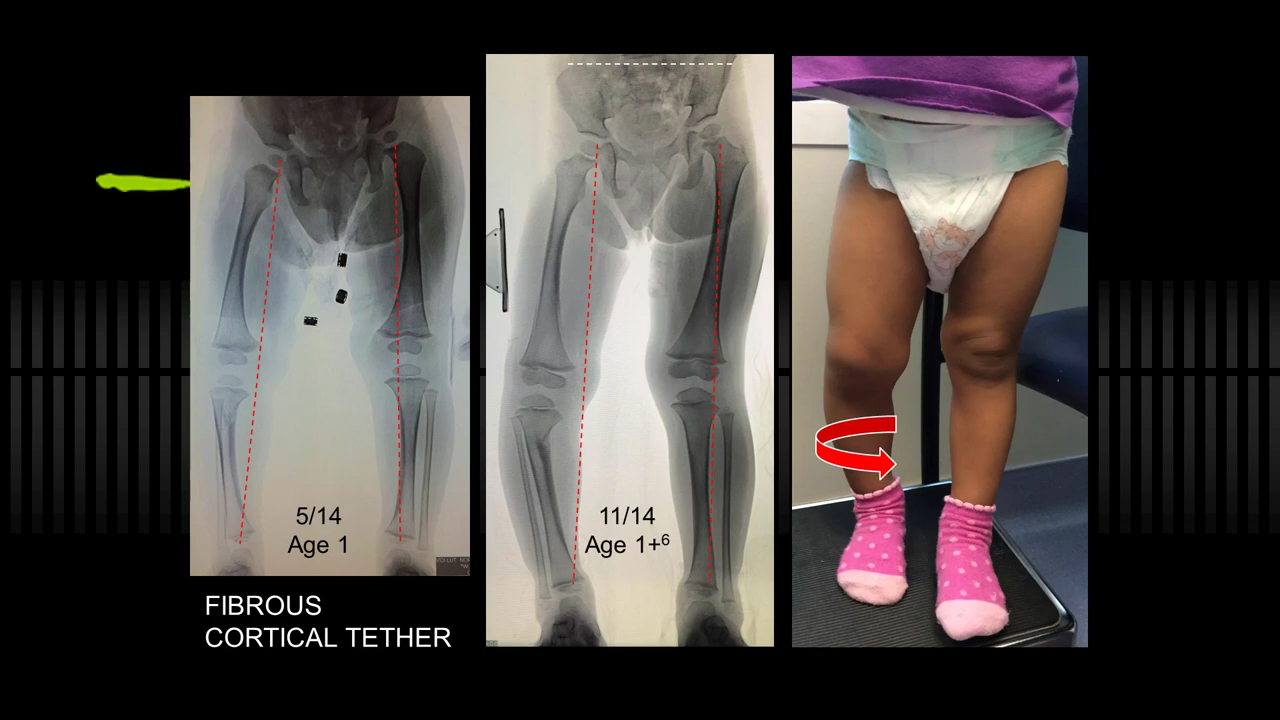 5/14
Age 1
11/14
Age 1+⁶
FIBROUS
CORTICAL TETHER